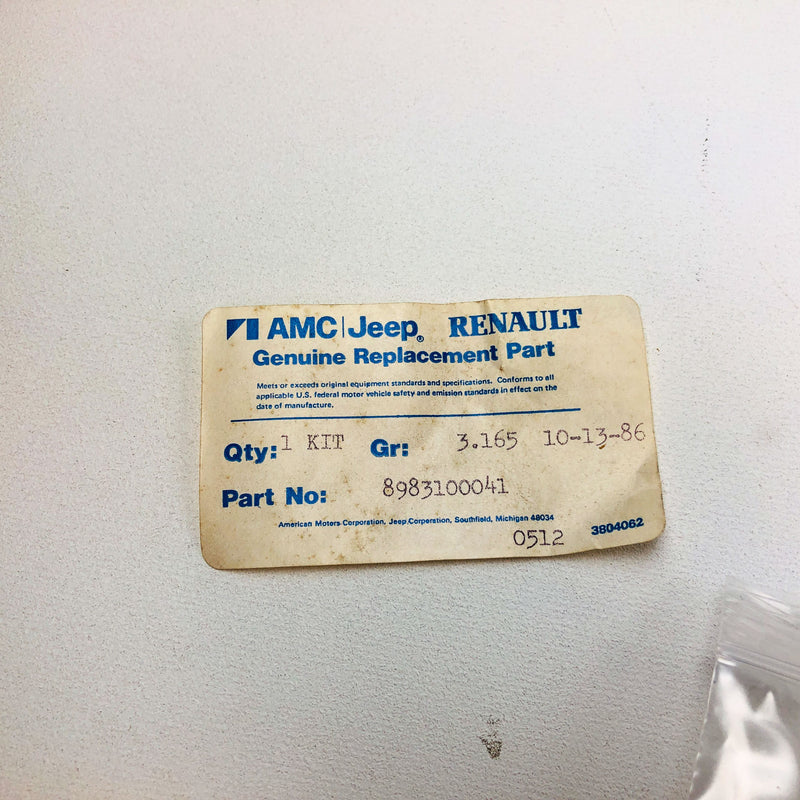 AMC|Jeep® RENAULT
Genuine Replacement Part
Meets or exceeds original equipment standards and specifications. Conforms to all
applicable U.S. federal motor vehicle safety and emission standards in effect on the
date of manufacture.
Qty: 1 KIT Gr: 3.165 10-13-86
Part No: 8983100041
American Motors Corporation, Jeep Corporation, Southfield, Michigan 48034
0512 3804062